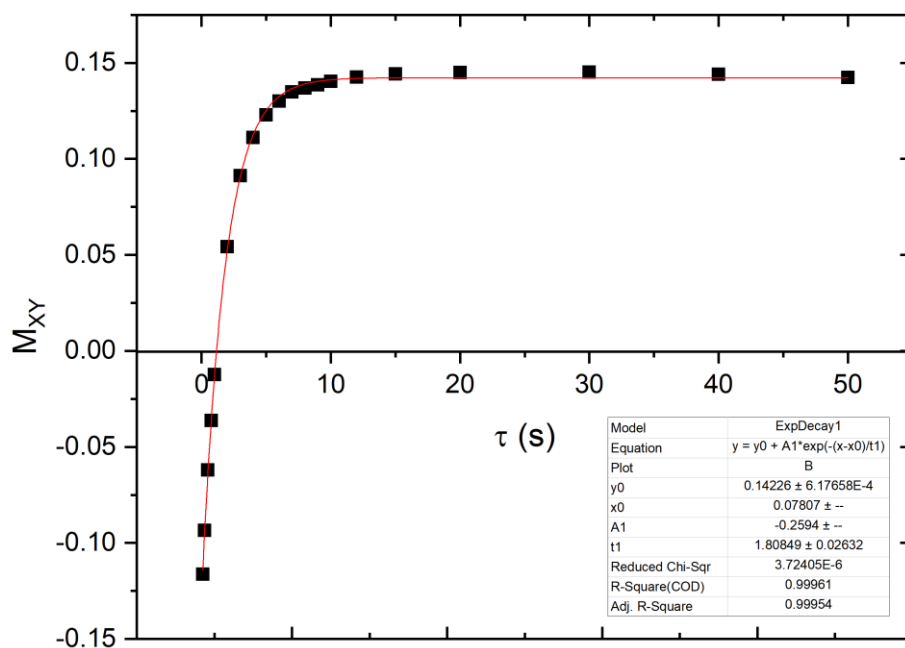 0.15
0.10
0.05
0.00
-0.05
-0.10
-0.15
M_XY
0 10 20 30 40 50
τ (s)
Model ExpDecay1
Equation y = y0 + A1*exp(-(x-x0)/t1)
Plot B
y0 0.14226 ± 6.17658E-4
x0 0.07807 ± --
A1 -0.2594 ± --
t1 1.80849 ± 0.02632
Reduced Chi-Sqr 3.72405E-6
R-Square(COD) 0.99961
Adj. R-Square 0.99954